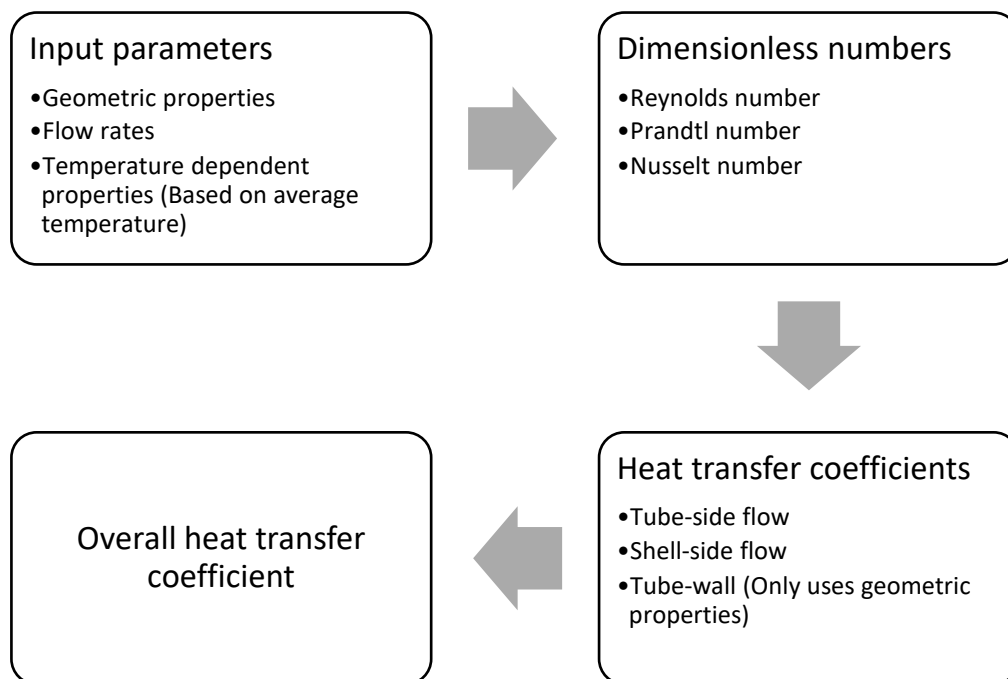 Input parameters
•Geometric properties
•Flow rates
•Temperature dependent
properties (Based on average
temperature)
Dimensionless numbers
•Reynolds number
•Prandtl number
•Nusselt number
Heat transfer coefficients
•Tube-side flow
•Shell-side flow
•Tube-wall (Only uses geometric
properties)
Overall heat transfer
coefficient